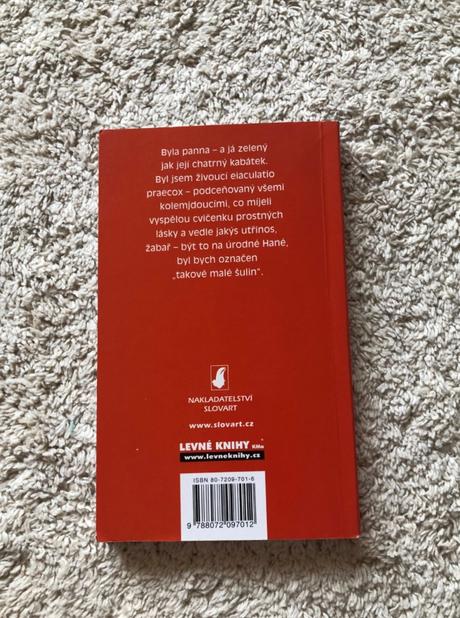 Byla panna – a já zelený
jak její chatrný kabátek.
Byl jsem živoucí eiaculatio
praecox – podceňovaný všemi
kolemjdoucími, co míjeli
vyspělou cvičenku prostných
lásky a vedle jakýs utřinos,
žabař – být to na úrodné Hané,
byl bych označen
„takové malé šulin“.
NAKLADATELSTVÍ
SLOVART
www.slovart.cz
LEVNÉ KNIHY KMa
www.levneknihy.cz
ISBN 80-7209-701-6
9 788072 097012